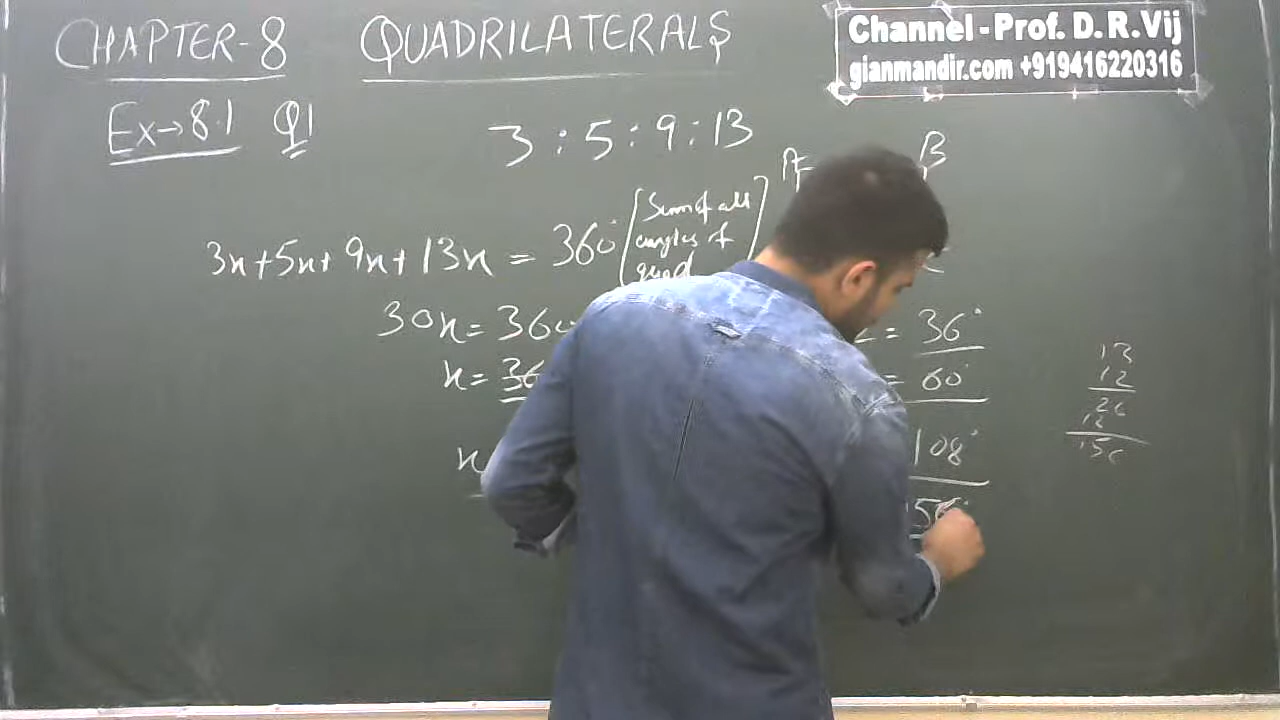 CHAPTER-8 QUADRILATERALS
Channel - Prof. D. R. Vij
gianmandir.com +919416220316
Ex→8.1 Q1
3 : 5 : 9 : 13
A B
3x+5x+9x+13x = 360° [Sum of all
angles of
quad
30x = 360
x = 36
x
= 36°
= 60°
108°
156°
13
12
26
13
156